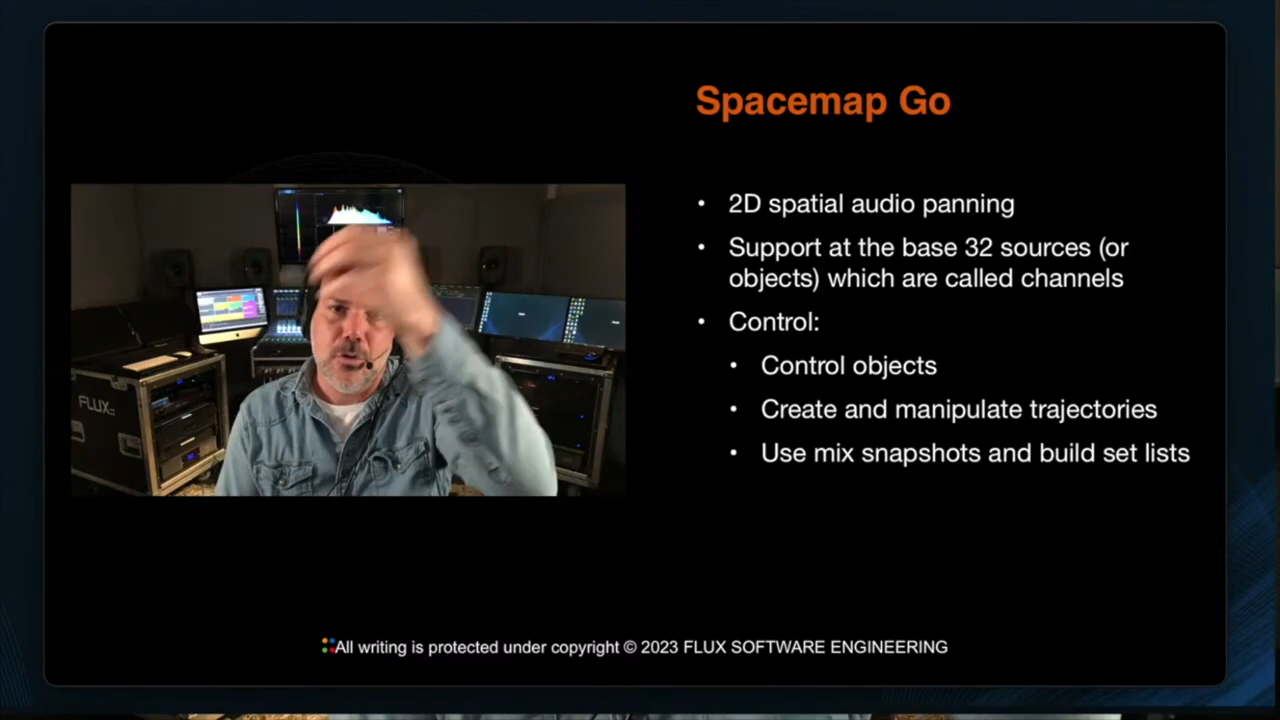 Spacemap Go
• 2D spatial audio panning
• Support at the base 32 sources (or
objects) which are called channels
• Control:
• Control objects
• Create and manipulate trajectories
• Use mix snapshots and build set lists
FLUX::
All writing is protected under copyright © 2023 FLUX SOFTWARE ENGINEERING